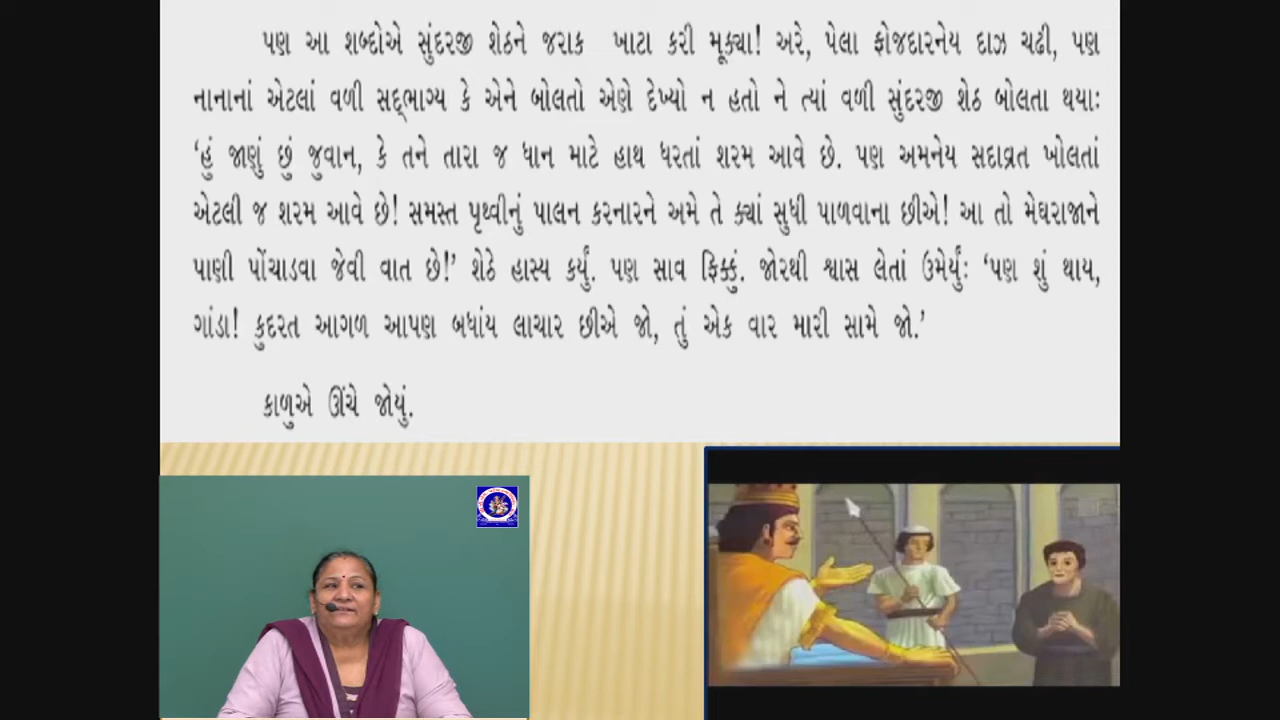 પણ આ શબ્દોએ સુંદરજી શેઠને જરાક ખાટા કરી મૂક્યા! અરે, પેલા ફોજદારનેય દાઝ ચઢી, પણ
નાનાનાં એટલાં વળી સદ્‌ભાગ્ય કે એને બોલતો એણે દેખ્યો ન હતો ને ત્યાં વળી સુંદરજી શેઠ બોલતા થયાઃ
‘હું જાણું છું જુવાન, કે તને તારા જ ધાન માટે હાથ ધરતાં શરમ આવે છે. પણ અમનેય સદાવ્રત ખોલતાં
એટલી જ શરમ આવે છે! સમસ્ત પૃથ્વીનું પાલન કરનારને અમે તે ક્યાં સુધી પાળવાના છીએ! આ તો મેઘરાજાને
પાણી પોંચાડવા જેવી વાત છે!’ શેઠે હાસ્ય કર્યું. પણ સાવ ફિક્કું. જોરથી શ્વાસ લેતાં ઉમેર્યુંઃ ‘પણ શું થાય,
ગાંડા! કુદરત આગળ આપણ બધાંય લાચાર છીએ જો, તું એક વાર મારી સામે જો.’
કાળુએ ઊંચે જોયું.